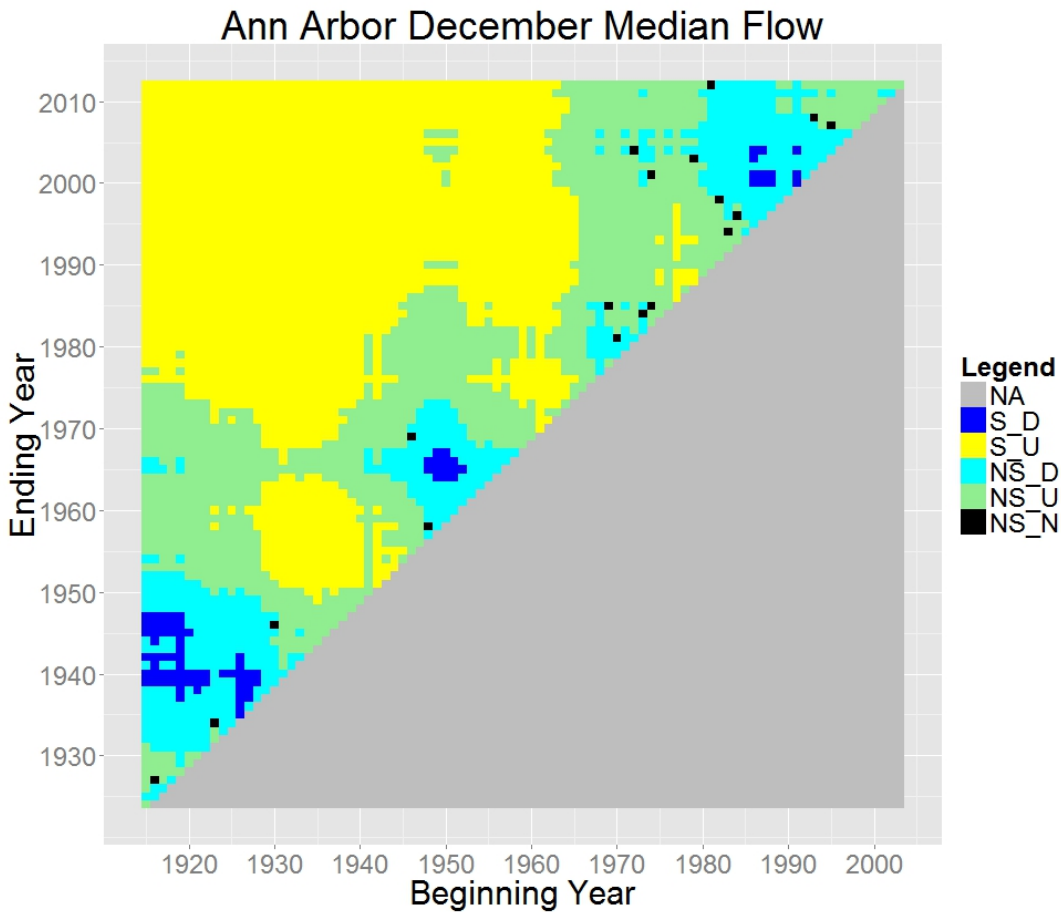 Ann Arbor December Median Flow
2010
2000
1990
1980
1970
1960
1950
1940
1930
Ending Year
1920 1930 1940 1950 1960 1970 1980 1990 2000
Beginning Year
Legend
NA
S_D
S_U
NS_D
NS_U
NS_N